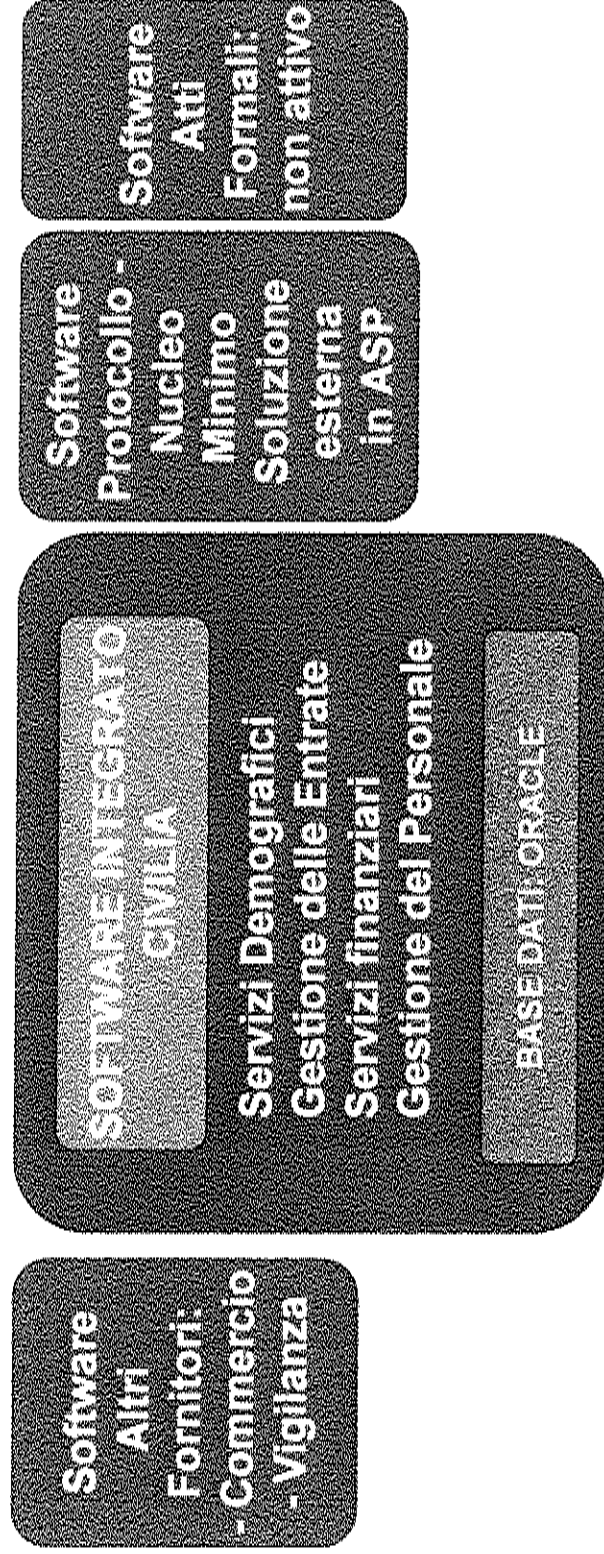 Software
Altri
Fornitori:
- Commercio
- Vigilanza
SOFTWARE INTEGRATO
CIVILIA
Servizi Demografici
Gestione delle Entrate
Servizi finanziari
Gestione del Personale
BASE DATI: ORACLE
Software
Protocollo -
Nucleo
Minimo
Soluzione
esterna
in ASP
Software
Atti
Formali:
non attivo